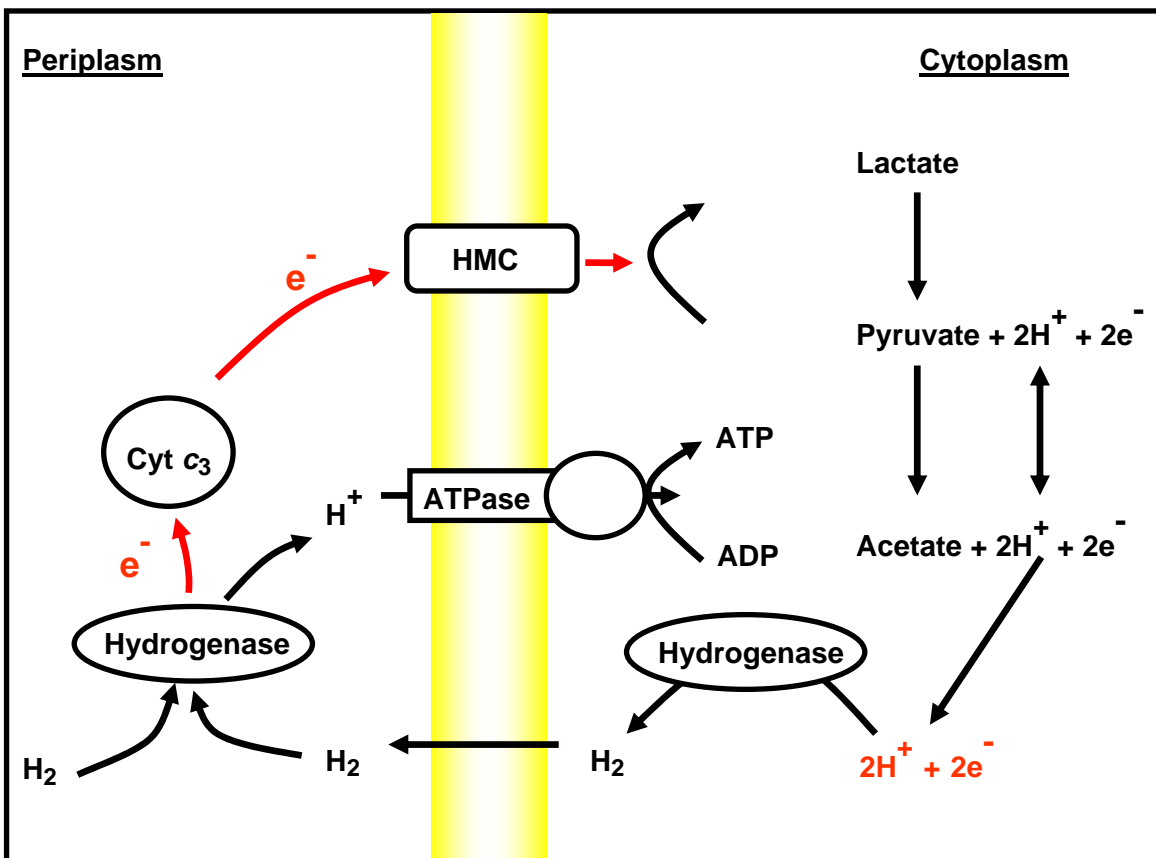 Periplasm
Cytoplasm
Lactate
HMC
e⁻
Pyruvate + 2H⁺ + 2e⁻
Cyt c₃
ATP
H⁺
ATPase
e⁻
ADP
Acetate + 2H⁺ + 2e⁻
Hydrogenase
Hydrogenase
H₂
H₂
H₂
2H⁺ + 2e⁻